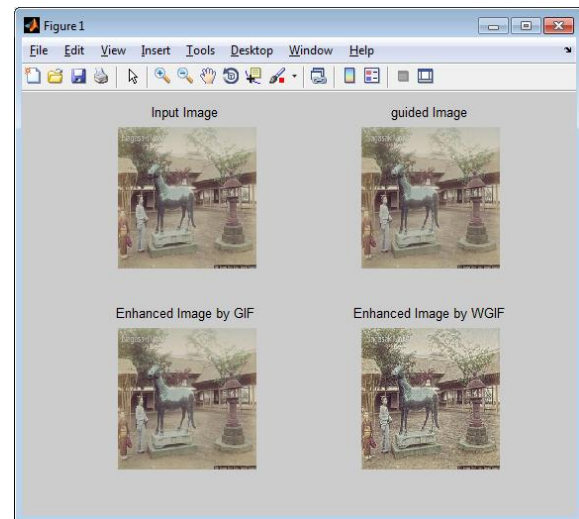 Figure 1
File Edit View Insert Tools Desktop Window Help
Input Image
guided Image
Enhanced Image by GIF
Enhanced Image by WGIF